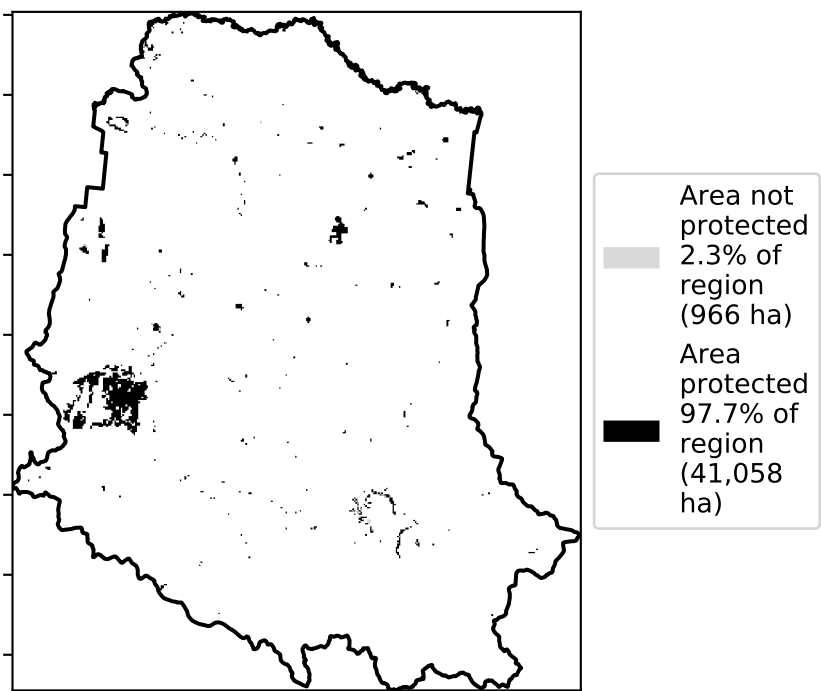 Area not
protected
2.3% of
region
(966 ha)
Area
protected
97.7% of
region
(41,058
ha)